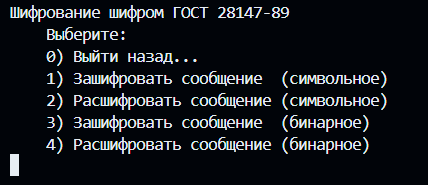 Шифрование шифром ГОСТ 28147-89
Выберите:
0) Выйти назад...
1) Зашифровать сообщение (символьное)
2) Расшифровать сообщение (символьное)
3) Зашифровать сообщение (бинарное)
4) Расшифровать сообщение (бинарное)